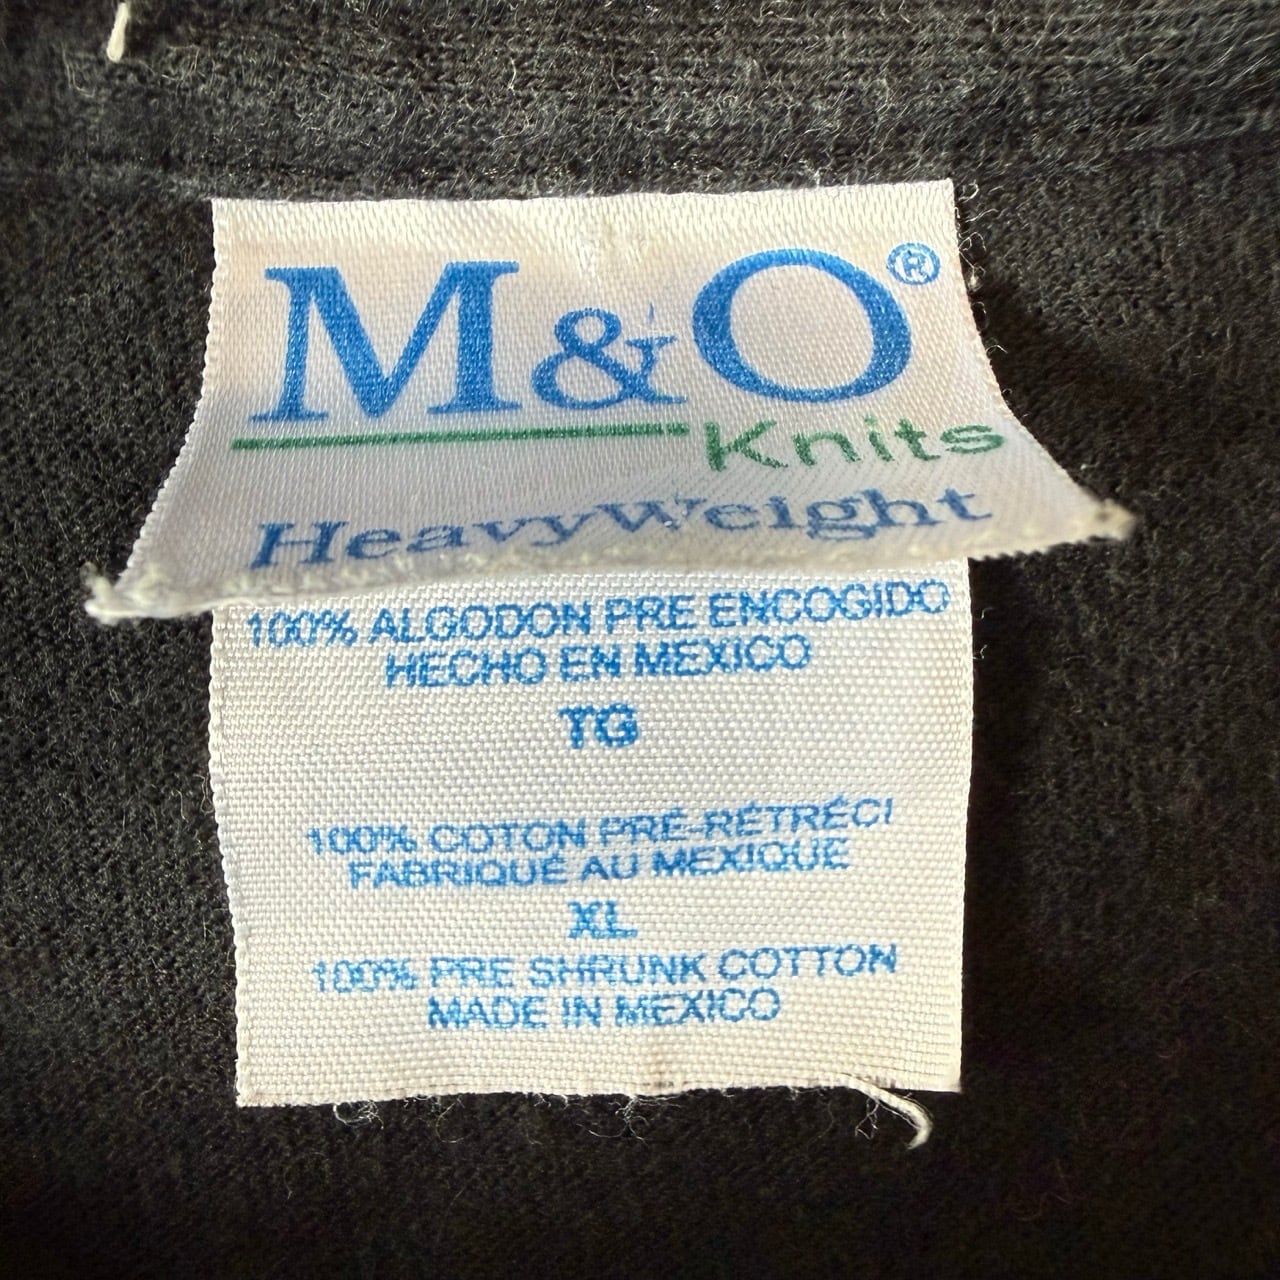 M&O®
Knits
HeavyWeight
100% ALGODON PRE ENCOGIDO
HECHO EN MEXICO
TG
100% COTON PRÉ-RÉTRÉCI
FABRIQUÉ AU MEXIQUE
XL
100% PRE SHRUNK COTTON
MADE IN MEXICO